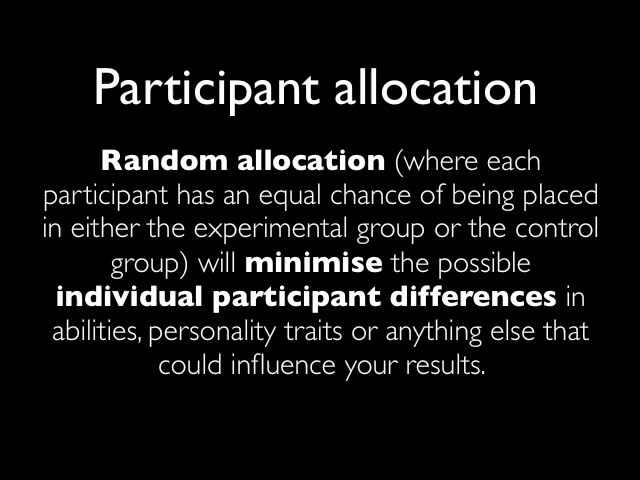 Participant allocation
Random allocation (where each
participant has an equal chance of being placed
in either the experimental group or the control
group) will minimise the possible
individual participant differences in
abilities, personality traits or anything else that
could influence your results.